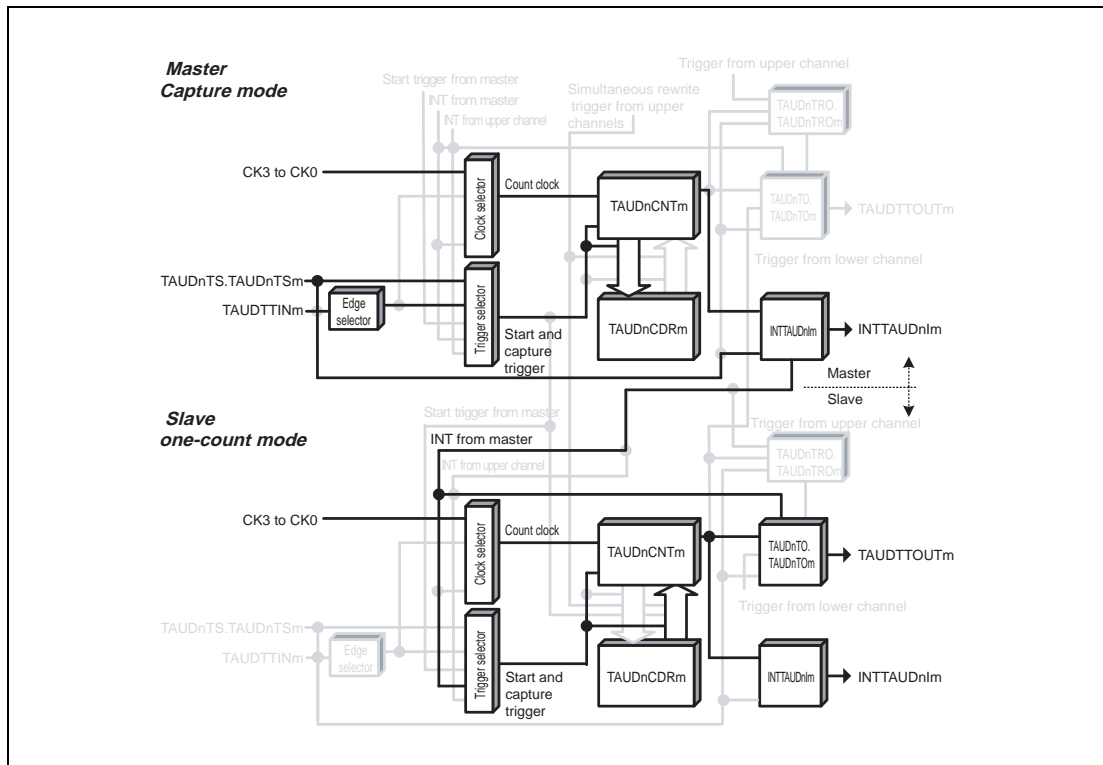 Master
Capture mode
Start trigger from master
INT from master
INT from upper channel
Simultaneous rewrite
trigger from upper
channels
Trigger from upper channel
TAUDnTRO.
TAUDnTROm
CK3 to CK0
Clock selector
Count clock
TAUDnCNTm
TAUDnTO.
TAUDnTOm
TAUDTTOUTm
Trigger from lower channel
TAUDnTS.TAUDnTSm
TAUDTTINm
Edge
selector
Trigger selector
Start and
capture
trigger
TAUDnCDRm
INTTAUDnIm
INTTAUDnIm
Master
Slave
Slave
one-count mode
Start trigger from master
INT from master
INT from upper channel
Trigger from upper channel
TAUDnTRO.
TAUDnTROm
CK3 to CK0
Clock selector
Count clock
TAUDnCNTm
TAUDnTO.
TAUDnTOm
TAUDTTOUTm
Trigger from lower channel
TAUDnTS.TAUDnTSm
TAUDTTINm
Edge
selector
Trigger selector
Start and
capture
trigger
TAUDnCDRm
INTTAUDnIm
INTTAUDnIm